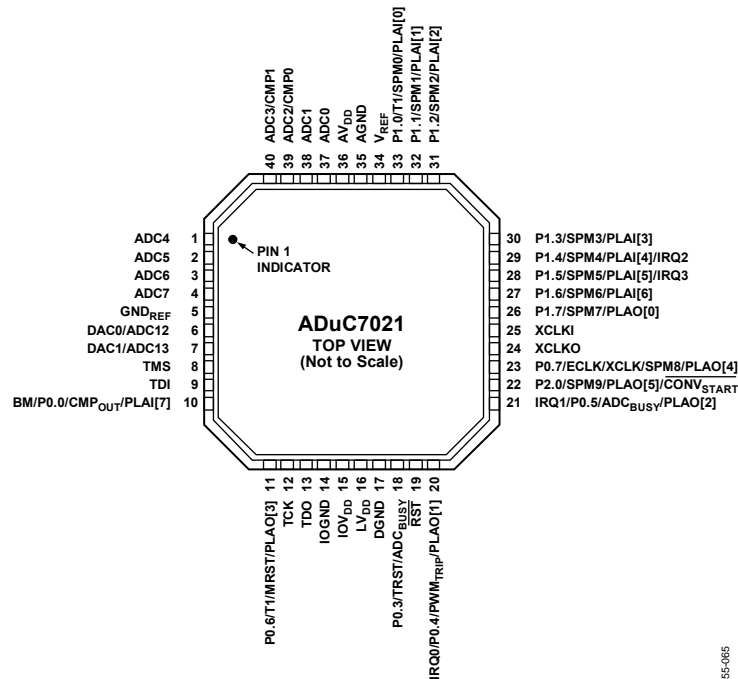 40 ADC3/CMP1
39 ADC2/CMP0
38 ADC1
37 ADC0
36 AVDD
35 AGND
34 VREF
33 P1.0/T1/SPM0/PLAI[0]
32 P1.1/SPM1/PLAI[1]
31 P1.2/SPM2/PLAI[2]
ADC4 1
ADC5 2
ADC6 3
ADC7 4
GNDREF 5
DAC0/ADC12 6
DAC1/ADC13 7
TMS 8
TDI 9
BM/P0.0/CMPOUT/PLAI[7] 10
PIN 1
INDICATOR
ADuC7021
TOP VIEW
(Not to Scale)
30 P1.3/SPM3/PLAI[3]
29 P1.4/SPM4/PLAI[4]/IRQ2
28 P1.5/SPM5/PLAI[5]/IRQ3
27 P1.6/SPM6/PLAI[6]
26 P1.7/SPM7/PLAO[0]
25 XCLKI
24 XCLKO
23 P0.7/ECLK/XCLK/SPM8/PLAO[4]
22 P2.0/SPM9/PLAO[5]/CONVSTART
21 IRQ1/P0.5/ADCBUSY/PLAO[2]
P0.6/T1/MRST/PLAO[3] 11
TCK 12
TDO 13
IOGND 14
IOVDD 15
LVDD 16
DGND 17
P0.3/TRST/ADCBUSY 18
RST 19
IRQ0/P0.4/PWMTRIP/PLAO[1] 20
55-065